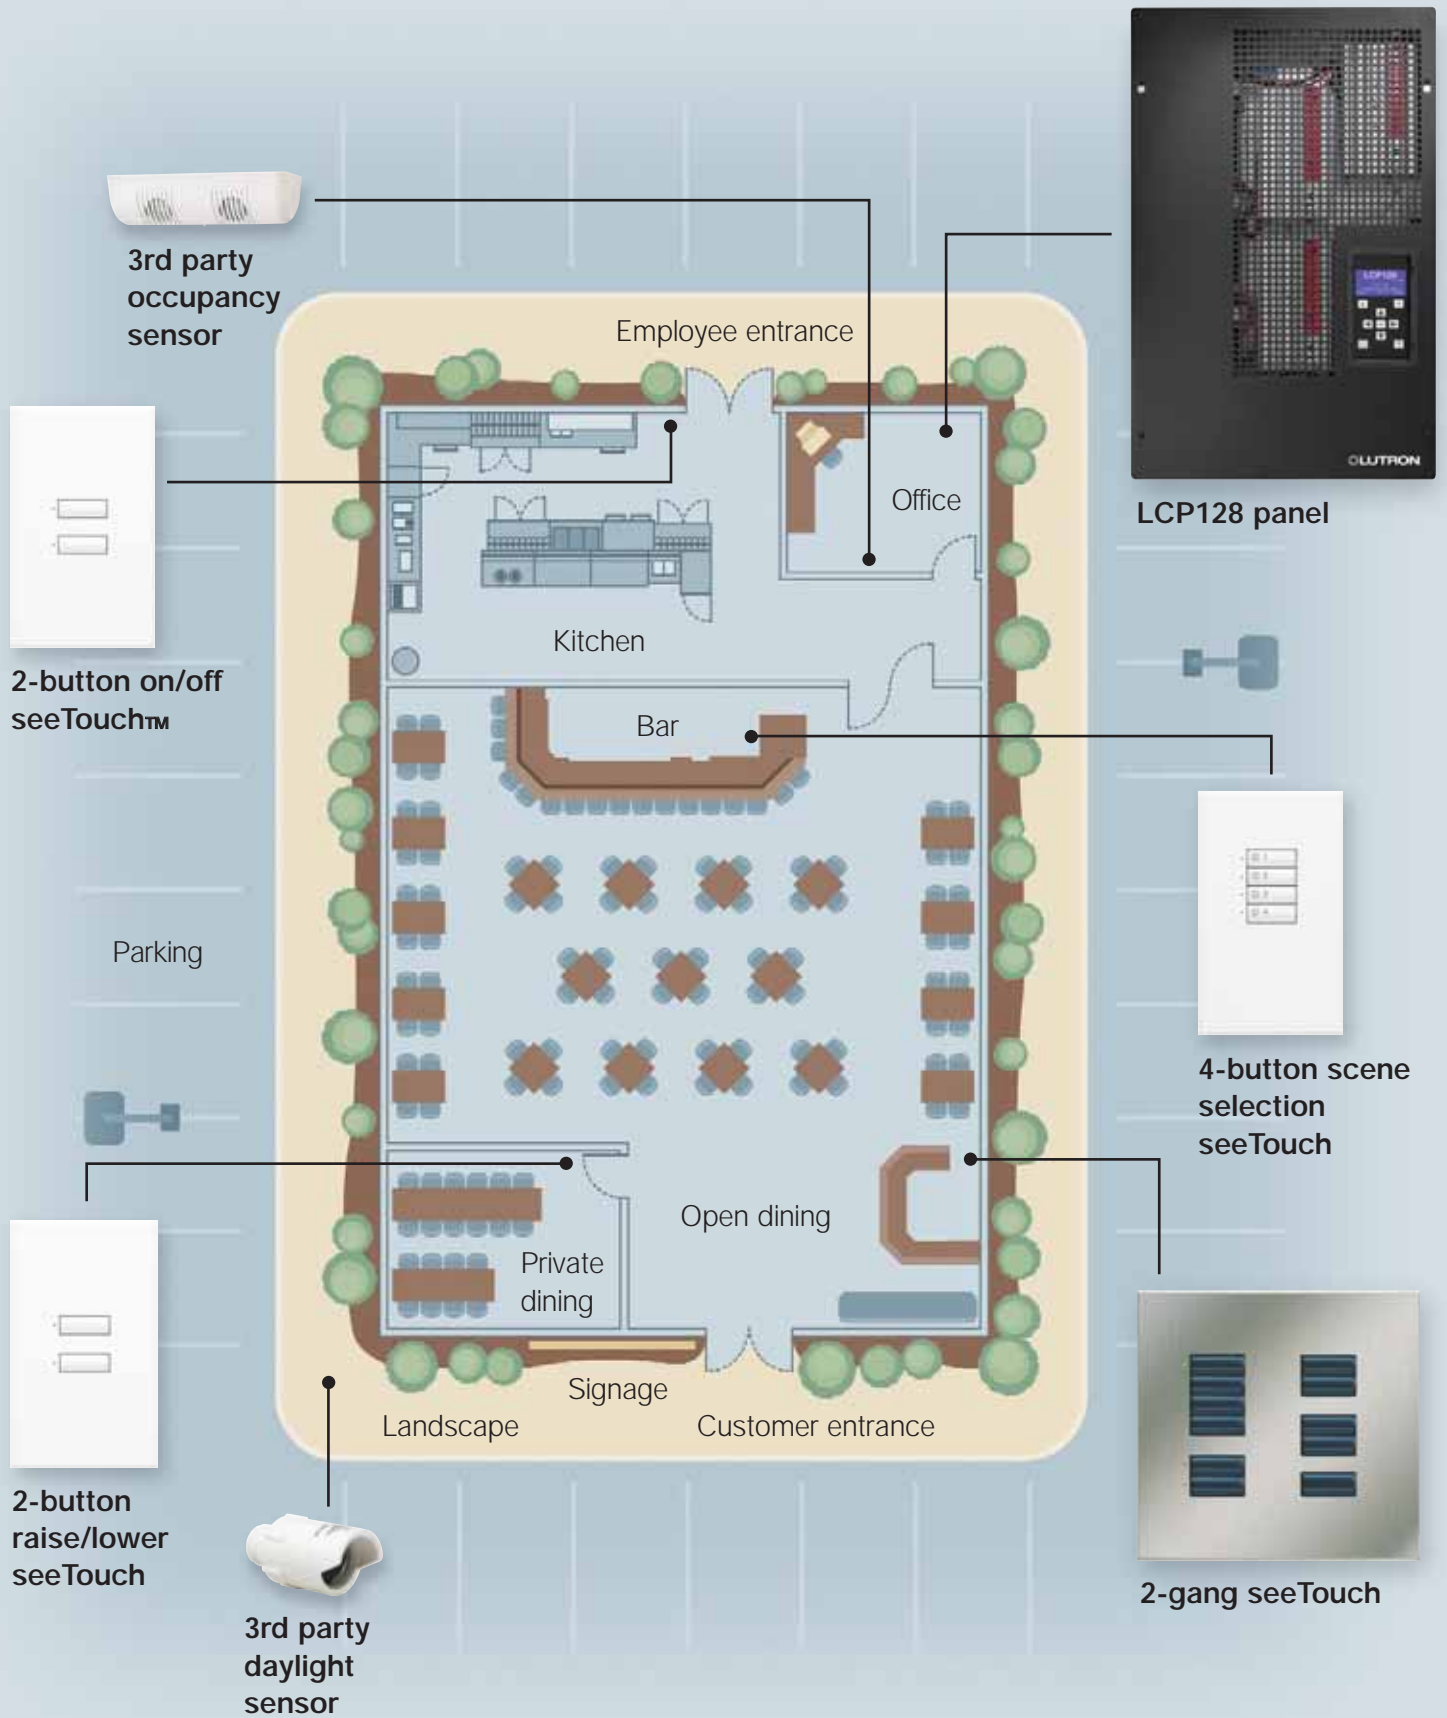 3rd party
occupancy
sensor
Employee entrance
LCP128
OLUTRON
LCP128 panel
Office
2-button on/off
seeTouch™
Kitchen
Bar
Parking
4-button scene
selection
seeTouch
Open dining
Private
dining
Signage
Landscape
Customer entrance
2-button
raise/lower
seeTouch
3rd party
daylight
sensor
2-gang seeTouch